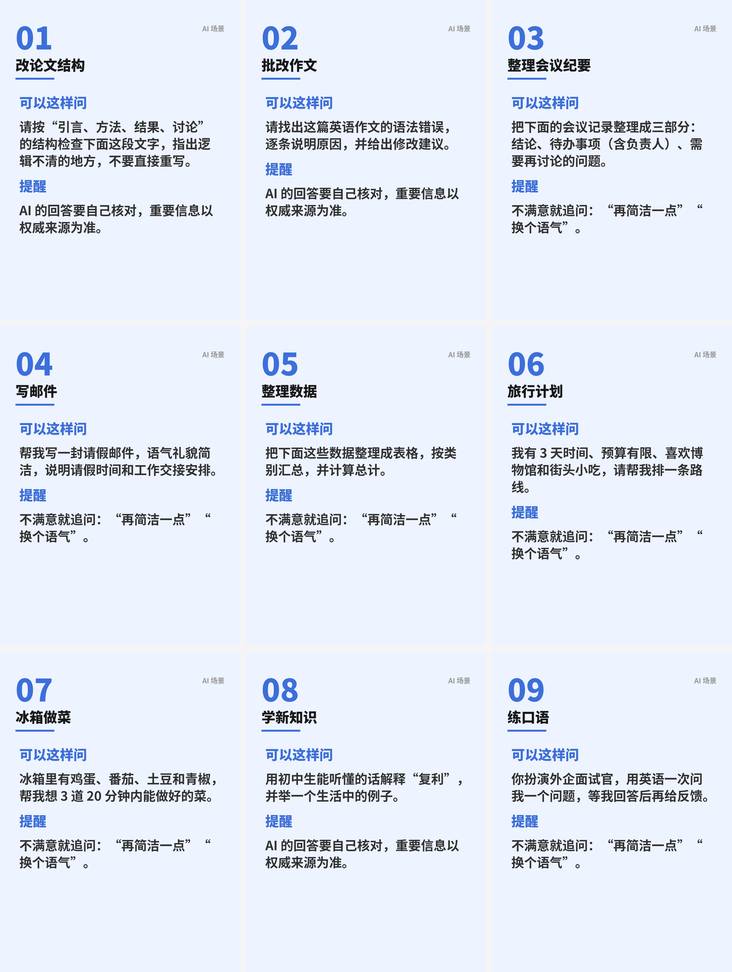 01
AI 场景
改论文结构
可以这样问
请按“引言、方法、结果、讨论”
的结构检查下面这段文字，指出逻
辑不清的地方，不要直接重写。
提醒
AI 的回答要自己核对，重要信息以
权威来源为准。
02
AI 场景
批改作文
可以这样问
请找出这篇英语作文的语法错误，
逐条说明原因，并给出修改建议。
提醒
AI 的回答要自己核对，重要信息以
权威来源为准。
03
AI 场景
整理会议纪要
可以这样问
把下面的会议记录整理成三部分：
结论、待办事项（含负责人）、需
要再讨论的问题。
提醒
不满意就追问：“再简洁一点”“
换个语气”。
04
AI 场景
写邮件
可以这样问
帮我写一封请假邮件，语气礼貌简
洁，说明请假时间和工作交接安排。
提醒
不满意就追问：“再简洁一点”“
换个语气”。
05
AI 场景
整理数据
可以这样问
把下面这些数据整理成表格，按类
别汇总，并计算总计。
提醒
不满意就追问：“再简洁一点”“
换个语气”。
06
AI 场景
旅行计划
可以这样问
我有 3 天时间、预算有限、喜欢博
物馆和街头小吃，请帮我排一条路
线。
提醒
不满意就追问：“再简洁一点”“
换个语气”。
07
AI 场景
冰箱做菜
可以这样问
冰箱里有鸡蛋、番茄、土豆和青椒，
帮我想 3 道 20 分钟内能做好的菜。
提醒
不满意就追问：“再简洁一点”“
换个语气”。
08
AI 场景
学新知识
可以这样问
用初中生能听懂的话解释“复利”，
并举一个生活中的例子。
提醒
AI 的回答要自己核对，重要信息以
权威来源为准。
09
AI 场景
练口语
可以这样问
你扮演外企面试官，用英语一次问
我一个问题，等我回答后再给反馈。
提醒
不满意就追问：“再简洁一点”“
换个语气”。